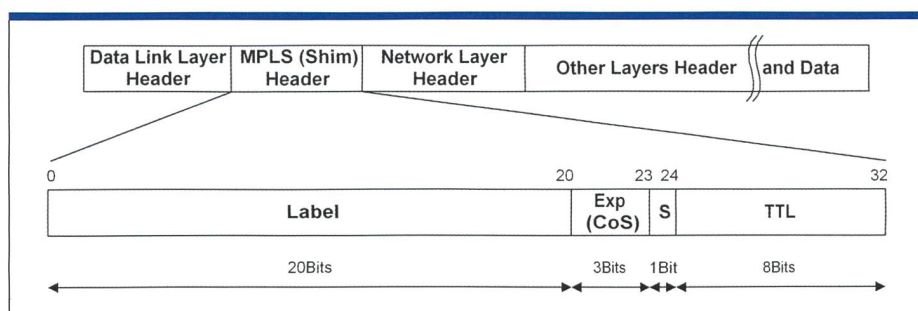 Data Link Layer Header
MPLS (Shim) Header
Network Layer Header
Other Layers Header and Data
0 20 23 24 32
Label
Exp (CoS)
S
TTL
20Bits 3Bits 1Bit 8Bits